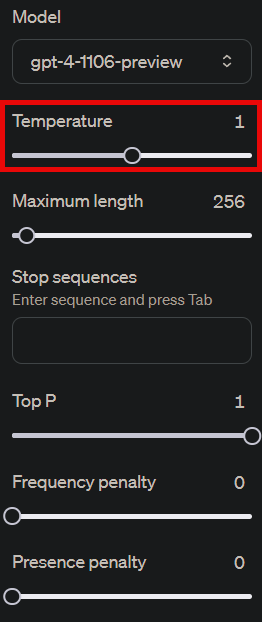 Model
gpt-4-1106-preview
Temperature 1
Maximum length 256
Stop sequences
Enter sequence and press Tab
Top P 1
Frequency penalty 0
Presence penalty 0